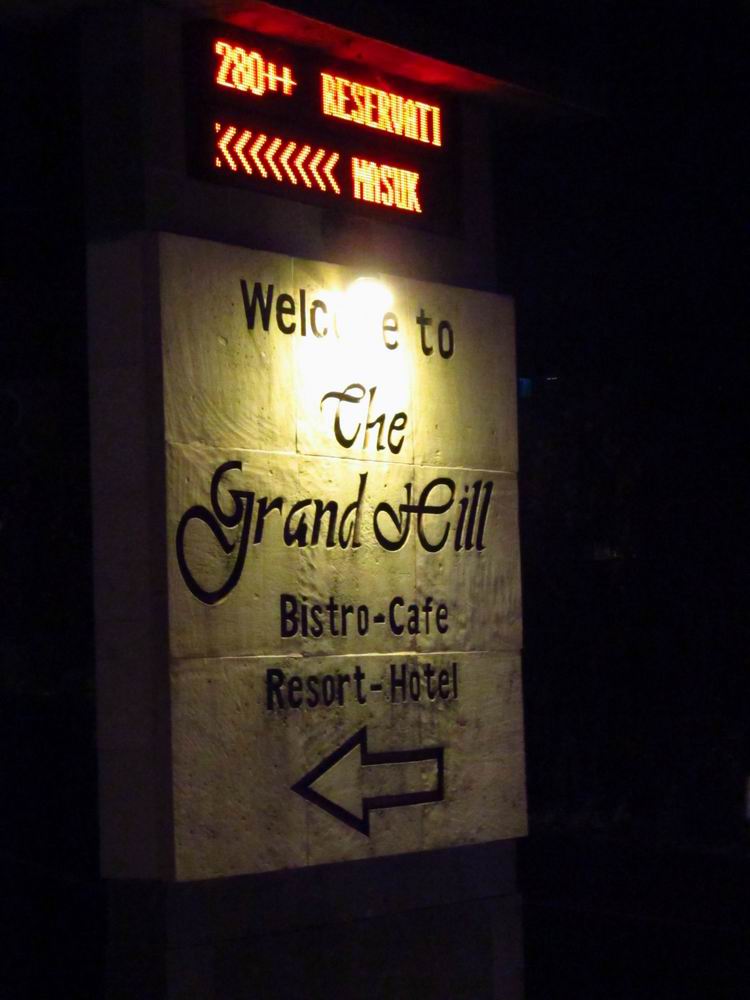 280++ RESERVATI
<<<<<<<< MASUK
Welcome to
The
Grand Hill
Bistro-Cafe
Resort-Hotel